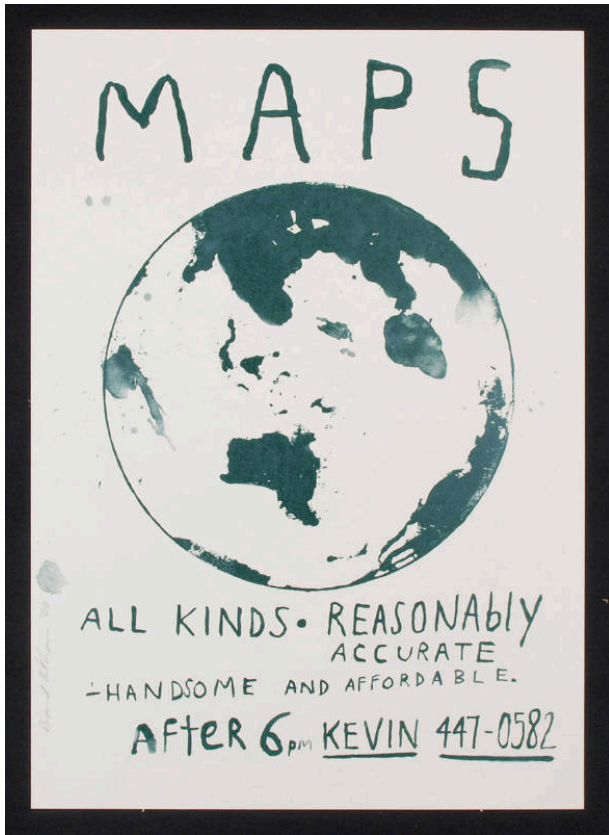 MAPS
ALL KINDS • REASONAbly
ACCURATE
-HANDSOME AND AFFORDABLE.
AFteR 6pm KEVIN 447-0582